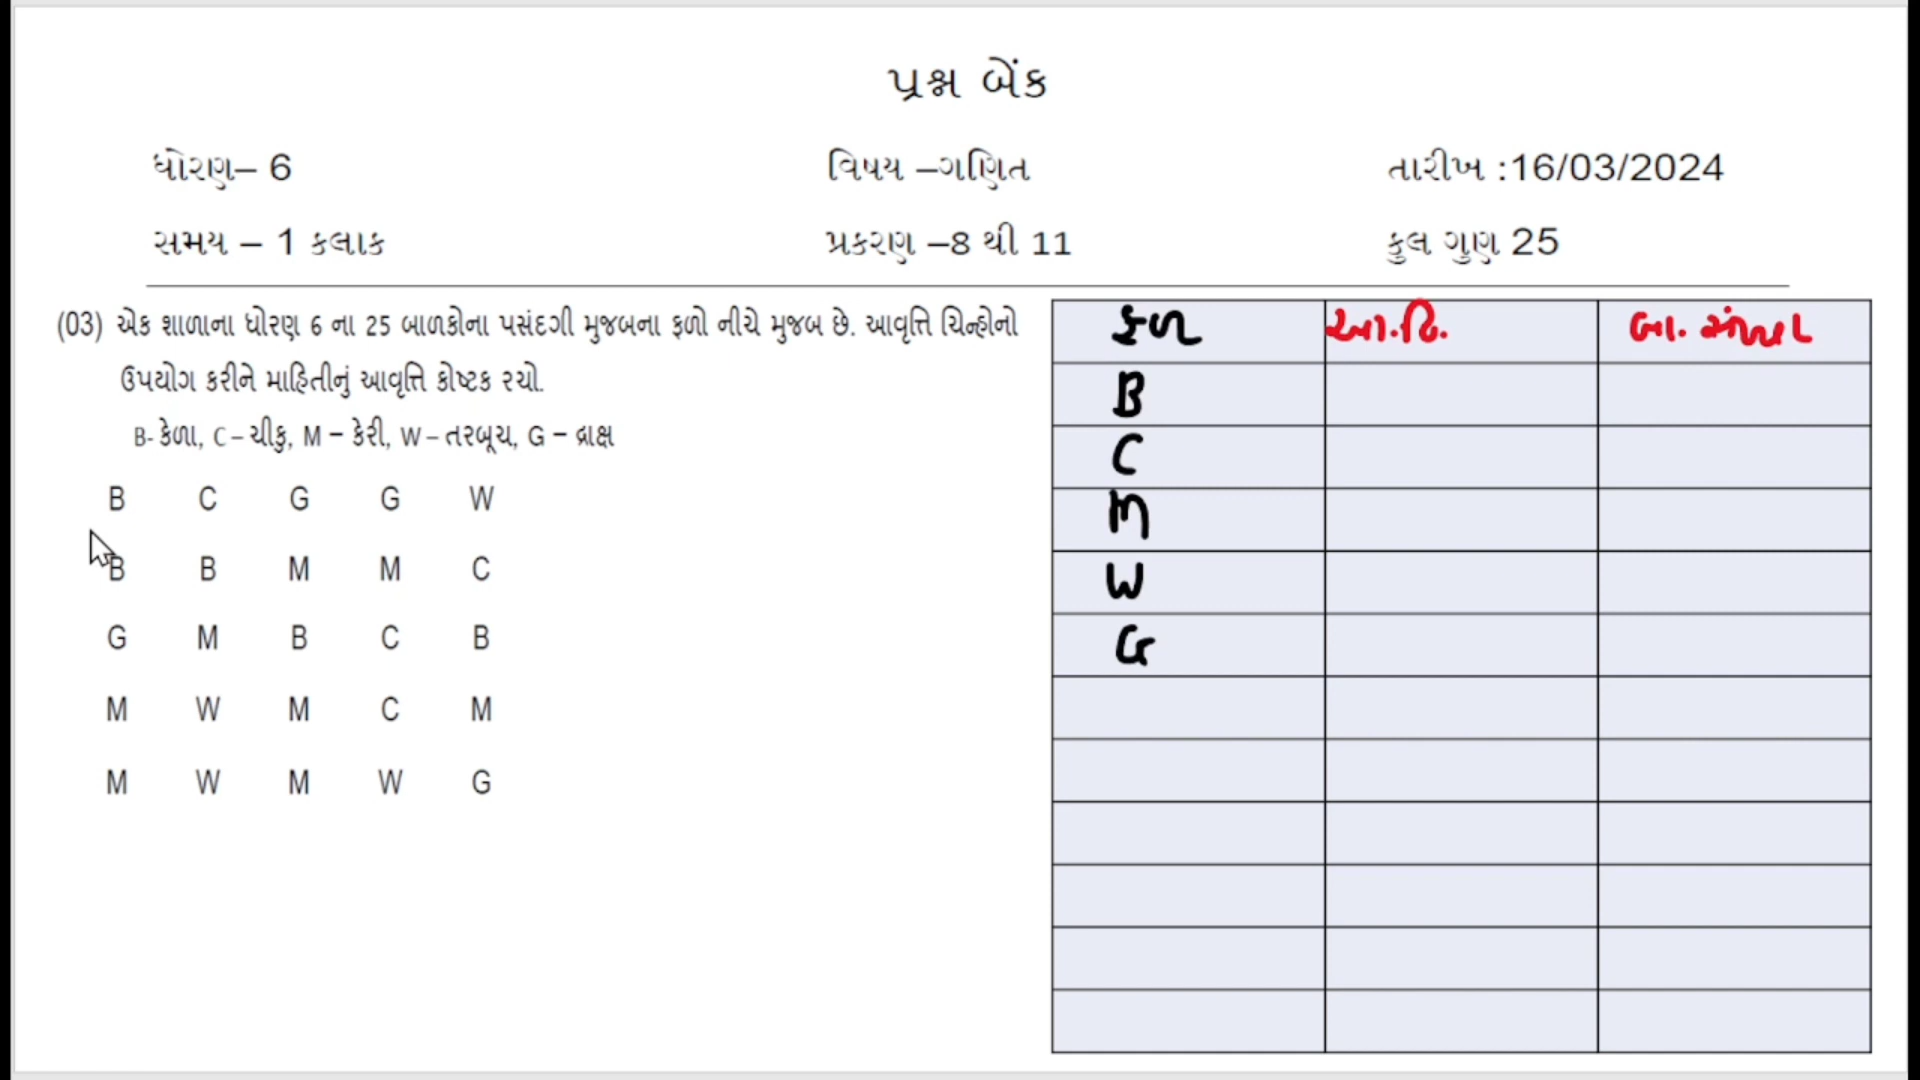 પ્રશ્ન બેંક
ધોરણ– 6 વિષય –ગણિત તારીખ :16/03/2024
સમય – 1 કલાક પ્રકરણ –8 થી 11 કુલ ગુણ 25
(03) એક શાળાના ધોરણ 6 ના 25 બાળકોના પસંદગી મુજબના ફળો નીચે મુજબ છે. આવૃત્તિ ચિન્હોનો
ઉપયોગ કરીને માહિતીનું આવૃત્તિ કોષ્ટક રચો.
B- કેળા, C – ચીકુ, M – કેરી, W – તરબૂચ, G – દ્રાક્ષ
B C G G W
B B M M C
G M B C B
M W M C M
M W M W G
ફળ આ.ચિ. બા. સંખ્યા
B
C
M
W
G